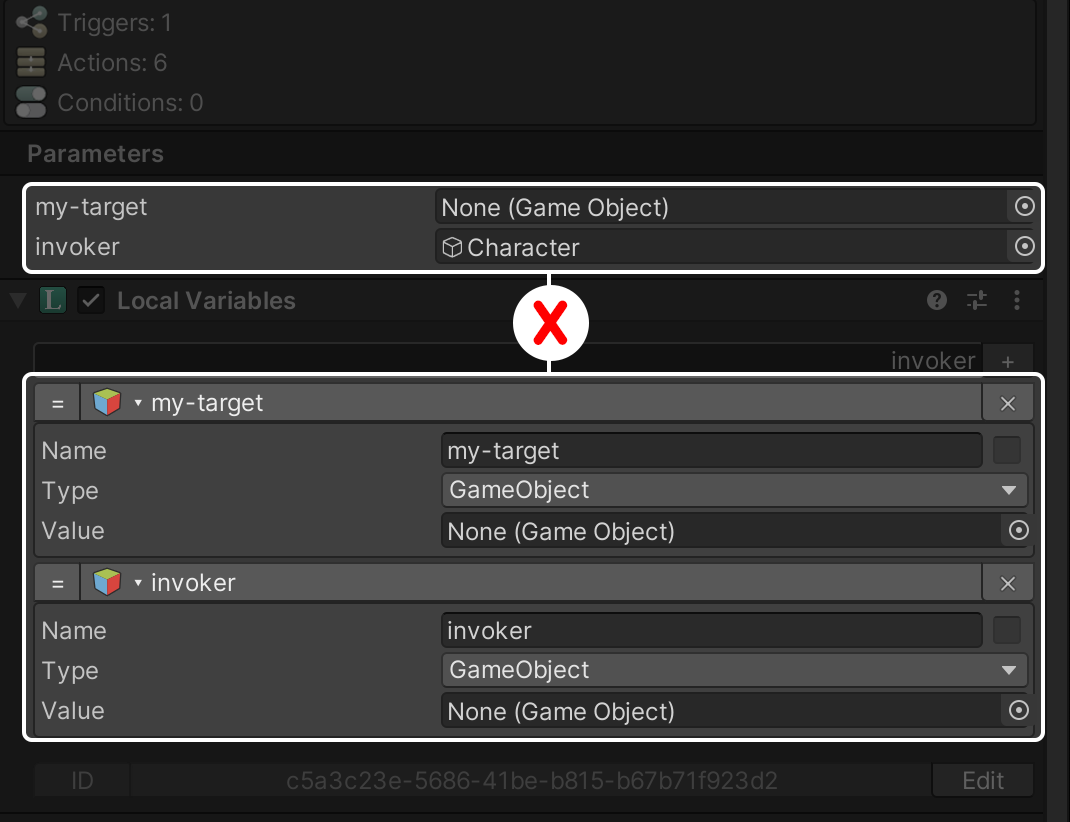 Triggers: 1
Actions: 6
Conditions: 0
Parameters
my-target None (Game Object)
invoker Character
L Local Variables
X
invoker +
= my-target
Name my-target
Type GameObject
Value None (Game Object)
= invoker
Name invoker
Type GameObject
Value None (Game Object)
ID c5a3c23e-5686-41be-b815-b67b71f923d2 Edit